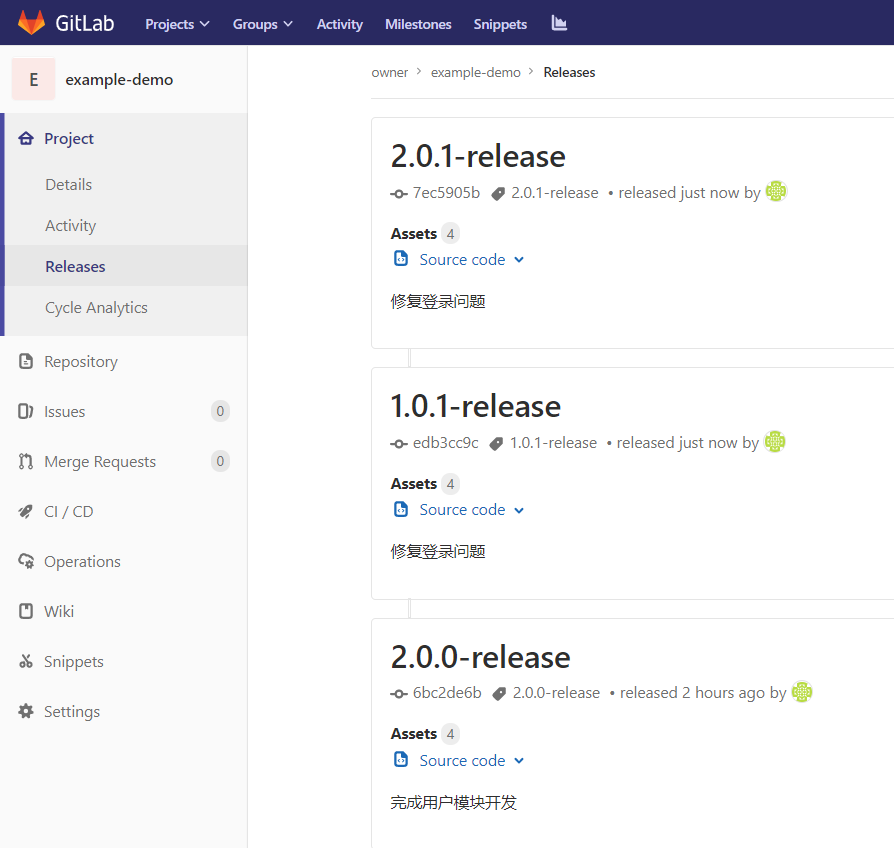 GitLab Projects Groups Activity Milestones Snippets
E example-demo
Project
Details
Activity
Releases
Cycle Analytics
Repository
Issues 0
Merge Requests 0
CI / CD
Operations
Wiki
Snippets
Settings
owner > example-demo > Releases
2.0.1-release
7ec5905b 2.0.1-release • released just now by
Assets 4
Source code
修复登录问题
1.0.1-release
edb3cc9c 1.0.1-release • released just now by
Assets 4
Source code
修复登录问题
2.0.0-release
6bc2de6b 2.0.0-release • released 2 hours ago by
Assets 4
Source code
完成用户模块开发